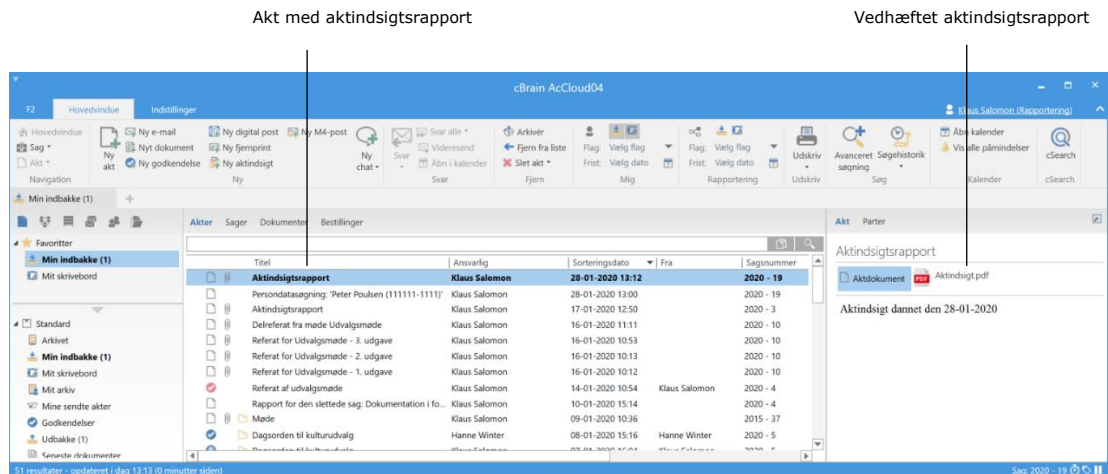 Akt med aktindsigtsrapport
Vedhæftet aktindsigtsrapport
cBrain AcCloud04
F2 Hovedvindue Indstillinger Klaus Salomon (Rapportering)
Hovedvindue
Sag
Akt
Navigation
Ny akt
Ny e-mail
Nyt dokument
Ny godkendelse
Ny digital post
Ny fjernprint
Ny aktindsigt
Ny M4-post
Ny chat
Ny
Svar
Svar alle
Videresend
Åbn i kalender
Svar
Arkivér
Fjern fra liste
Slet akt
Fjern
Flag: Vælg flag
Frist: Vælg dato
Mig
Flag: Vælg flag
Frist: Vælg dato
Rapportering
Udskriv
Udskriv
Avanceret søgning
Søgehistorik
Søg
Åbn kalender
Vis alle påmindelser
Kalender
cSearch
cSearch
Min indbakke (1)
Favoritter
Min indbakke (1)
Mit skrivebord
Standard
Arkivet
Min indbakke (1)
Mit skrivebord
Mit arkiv
Mine sendte akter
Godkendelser
Udbakke (1)
Seneste dokumenter
Akter Sager Dokumenter Bestillinger
Titel Ansvarlig Sorteringsdato Fra Sagsnummer
Aktindsigtsrapport Klaus Salomon 28-01-2020 13:12 2020 - 19
Persondatasøgning: 'Peter Poulsen (111111-1111)' Klaus Salomon 28-01-2020 13:00 2020 - 19
Aktindsigtsrapport Klaus Salomon 17-01-2020 12:50 2020 - 3
Delreferat fra møde Udvalgsmøde Klaus Salomon 16-01-2020 11:11 2020 - 10
Referat for Udvalgsmøde - 3. udgave Klaus Salomon 16-01-2020 10:53 2020 - 10
Referat for Udvalgsmøde - 2. udgave Klaus Salomon 16-01-2020 10:13 2020 - 10
Referat for Udvalgsmøde - 1. udgave Klaus Salomon 16-01-2020 10:12 2020 - 10
Referat af udvalgsmøde Klaus Salomon 14-01-2020 10:54 Klaus Salomon 2020 - 4
Rapport for den slettede sag: Dokumentation i fo... Klaus Salomon 10-01-2020 15:14 2020 - 4
Møde Klaus Salomon 09-01-2020 10:36 2015 - 37
Dagsorden til kulturudvalg Hanne Winter 08-01-2020 15:16 Hanne Winter 2020 - 5
Akt Parter
Aktindsigtsrapport
Aktdokument
PDF Aktindsigt.pdf
Aktindsigt dannet den 28-01-2020
51 resultater - opdateret i dag 13:13 (0 minutter siden) Sag: 2020 - 19